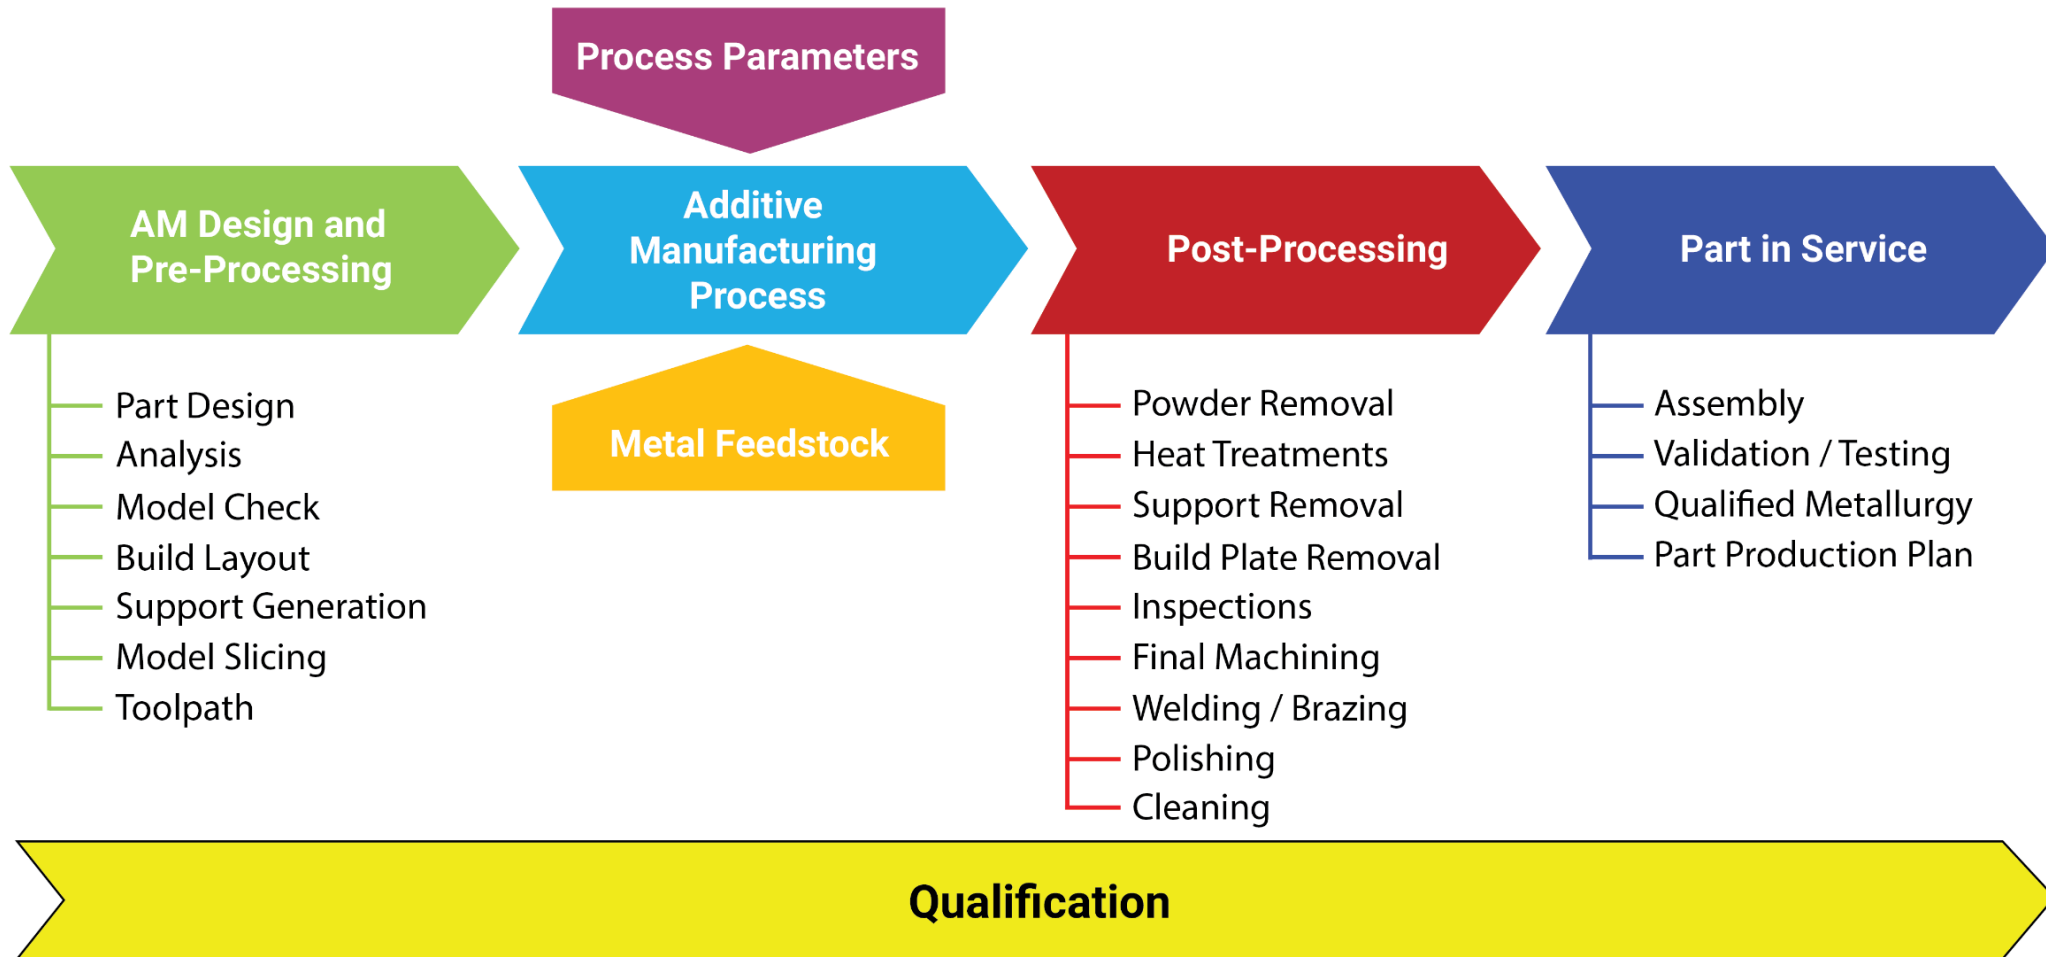 Process Parameters
AM Design and
Pre-Processing
Additive
Manufacturing
Process
Post-Processing
Part in Service
Metal Feedstock
Part Design
Analysis
Model Check
Build Layout
Support Generation
Model Slicing
Toolpath
Powder Removal
Heat Treatments
Support Removal
Build Plate Removal
Inspections
Final Machining
Welding / Brazing
Polishing
Cleaning
Assembly
Validation / Testing
Qualified Metallurgy
Part Production Plan
Qualification